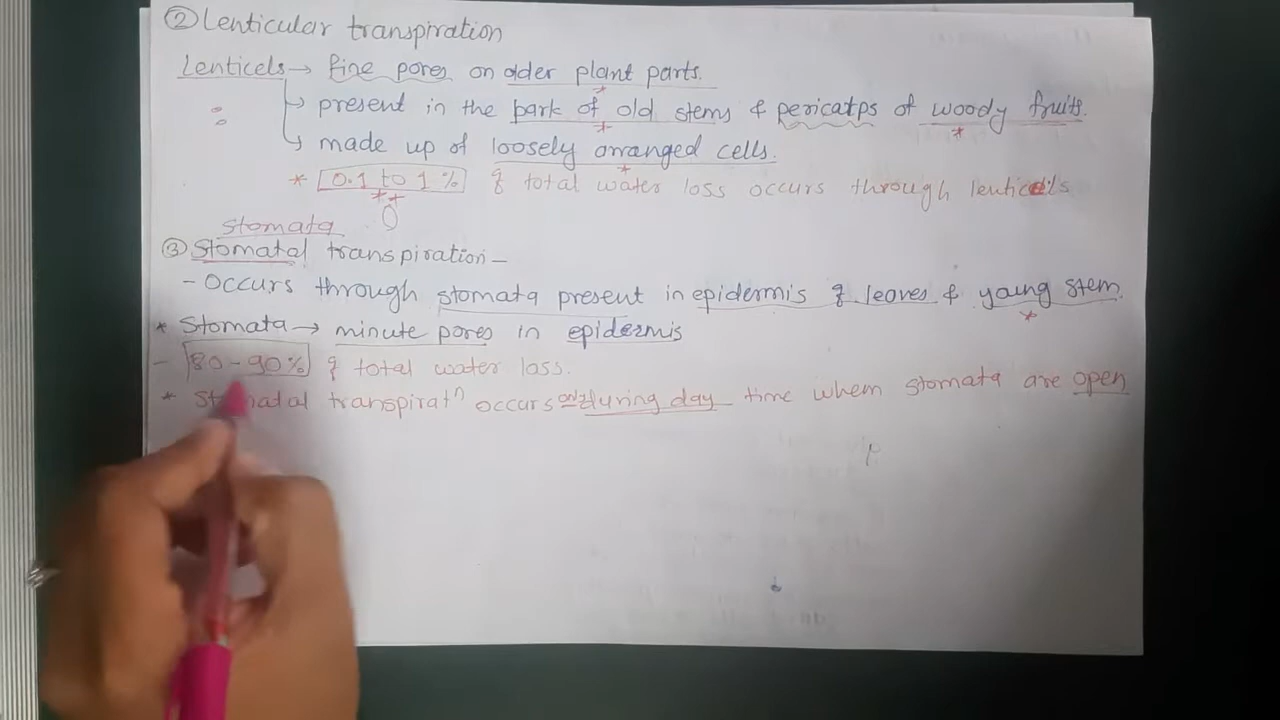 ② Lenticular transpiration
Lenticels → fine pores on older plant parts.
↳ present in the bark of old stems & pericarps of woody fruits.
↳ made up of loosely arranged cells.
* 0.1 to 1 % of total water loss occurs through lenticels
stomata
③ Stomatal transpiration –
- Occurs through stomata present in epidermis of leaves & young stem.
* Stomata → minute pores in epidermis
- 80-90% of total water loss.
* Stomatal transpiratⁿ occurs only during day time when stomata are open